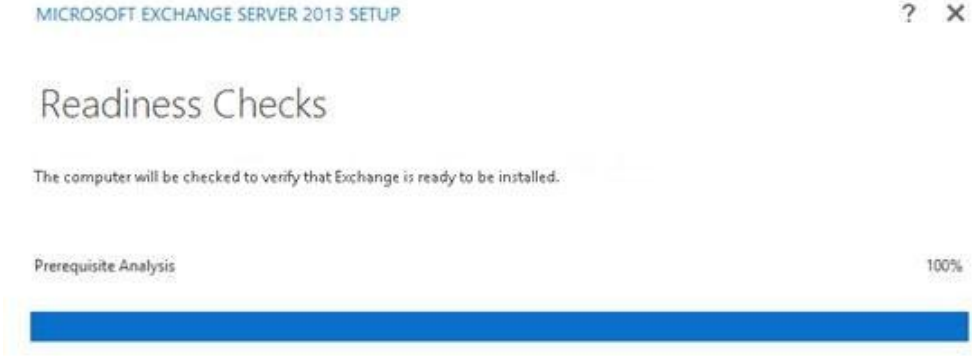 MICROSOFT EXCHANGE SERVER 2013 SETUP
? ✕
Readiness Checks
The computer will be checked to verify that Exchange is ready to be installed.
Prerequisite Analysis 100%